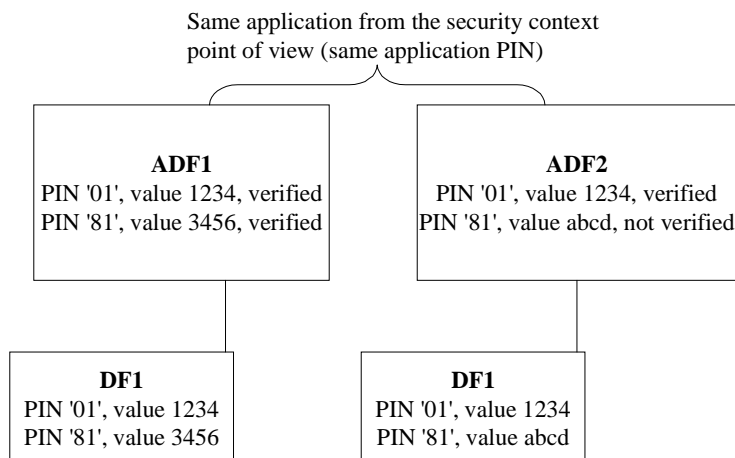 Same application from the security context
point of view (same application PIN)
ADF1
PIN '01', value 1234, verified
PIN '81', value 3456, verified
ADF2
PIN '01', value 1234, verified
PIN '81', value abcd, not verified
DF1
PIN '01', value 1234
PIN '81', value 3456
DF1
PIN '01', value 1234
PIN '81', value abcd